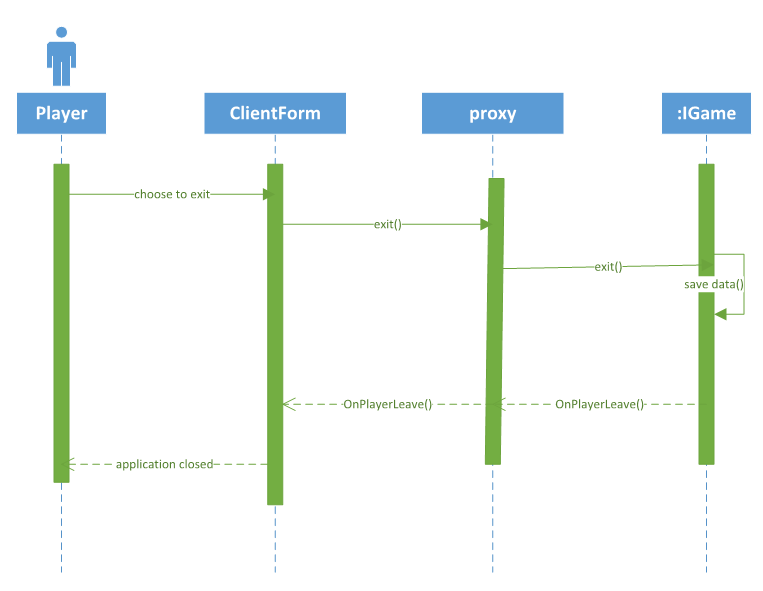 Player
ClientForm
proxy
:IGame
choose to exit
exit()
exit()
save data()
OnPlayerLeave()
OnPlayerLeave()
application closed